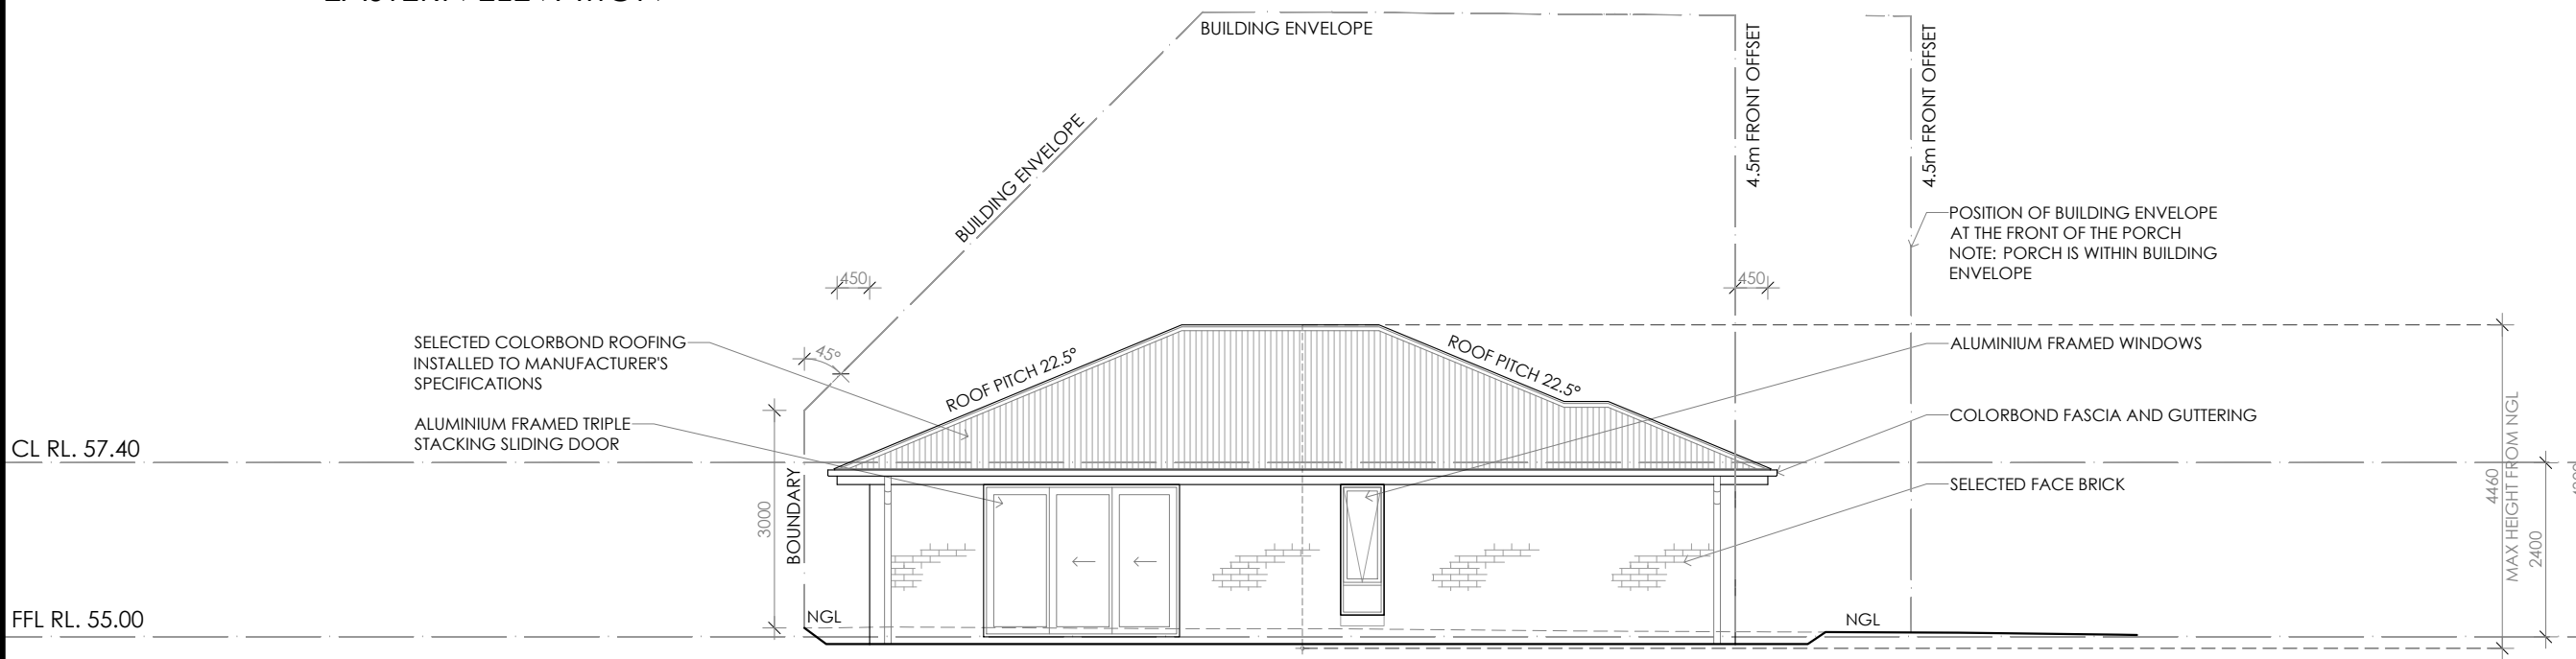 BUILDING ENVELOPE
4.5m FRONT OFFSET
4.5m FRONT OFFSET
BUILDING ENVELOPE
POSITION OF BUILDING ENVELOPE
AT THE FRONT OF THE PORCH
NOTE: PORCH IS WITHIN BUILDING
ENVELOPE
450
450
SELECTED COLORBOND ROOFING
INSTALLED TO MANUFACTURER'S
SPECIFICATIONS
45°
ROOF PITCH 22.5°
ROOF PITCH 22.5°
ALUMINIUM FRAMED WINDOWS
ALUMINIUM FRAMED TRIPLE
STACKING SLIDING DOOR
COLORBOND FASCIA AND GUTTERING
CL RL. 57.40
SELECTED FACE BRICK
3000
BOUNDARY
4460
MAX HEIGHT FROM NGL
2400
FFL RL. 55.00
NGL
NGL